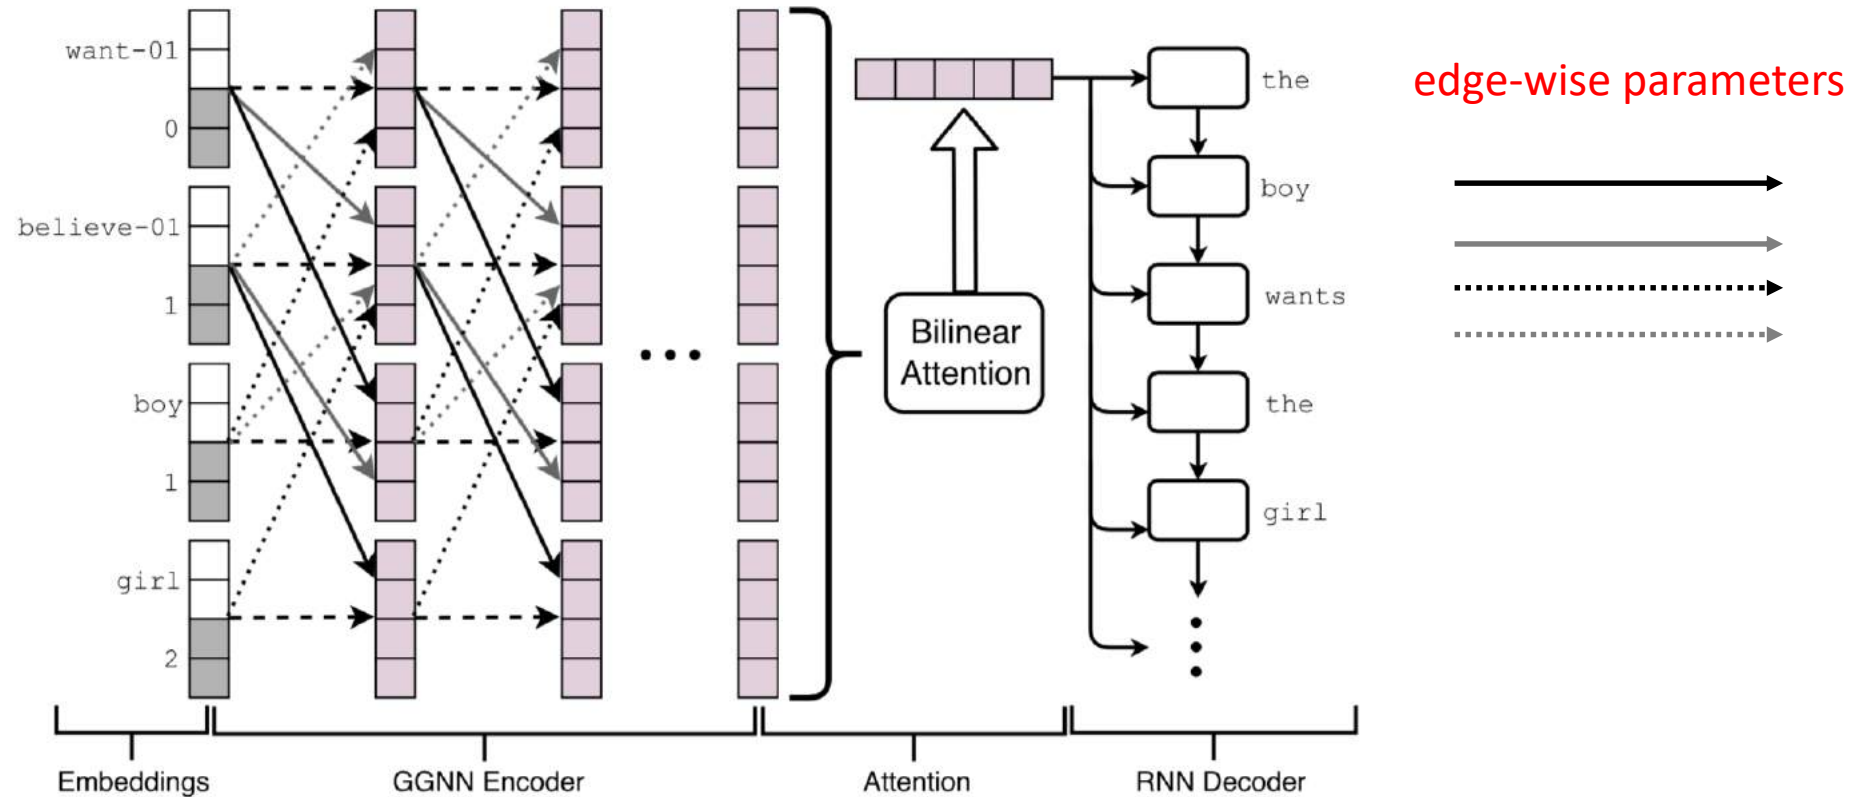 want-01
0
believe-01
1
boy
1
girl
2
Bilinear
Attention
the
boy
wants
the
girl
edge-wise parameters
Embeddings
GGNN Encoder
Attention
RNN Decoder